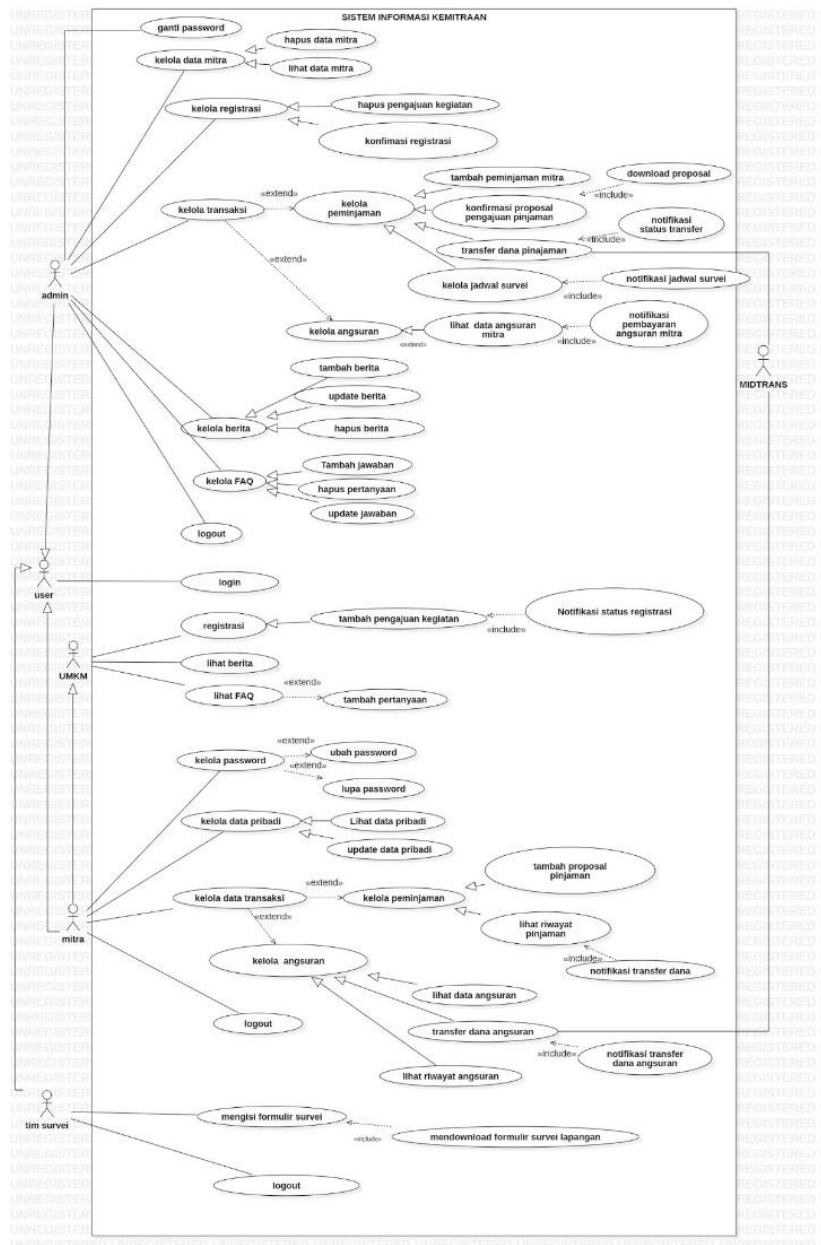 SISTEM INFORMASI KEMITRAAN
ganti password
hapus data mitra
kelola data mitra
lihat data mitra
kelola registrasi
hapus pengajuan kegiatan
konfimasi registrasi
tambah peminjaman mitra
download proposal
«include»
«extend»
kelola
peminjaman
kelola transaksi
konfirmasi proposal
pengajuan pinjaman
notifikasi
status transfer
«include»
transfer dana pinajaman
«extend»
kelola jadwal survei
notifikasi jadwal survei
«include»
admin
kelola angsuran
«extend»
lihat data angsuran
mitra
«include»
notifikasi
pembayaran
angsuran mitra
MIDTRANS
tambah berita
update berita
kelola berita
hapus berita
Tambah jawaban
kelola FAQ
hapus pertanyaan
update jawaban
logout
user
login
registrasi
tambah pengajuan kegiatan
«include»
Notifikasi status registrasi
UMKM
lihat berita
lihat FAQ
«extend»
tambah pertanyaan
kelola password
«extend»
ubah password
«extend»
lupa password
kelola data pribadi
Lihat data pribadi
update data pribadi
tambah proposal
pinjaman
kelola data transaksi
«extend»
kelola peminjaman
«extend»
lihat riwayat
pinjaman
«include»
notifikasi transfer dana
mitra
kelola angsuran
lihat data angsuran
logout
transfer dana angsuran
«include»
notifikasi transfer
dana angsuran
lihat riwayat angsuran
tim survei
mengisi formulir survei
«include»
mendownload formulir survei lapangan
logout
UNREGISTERED